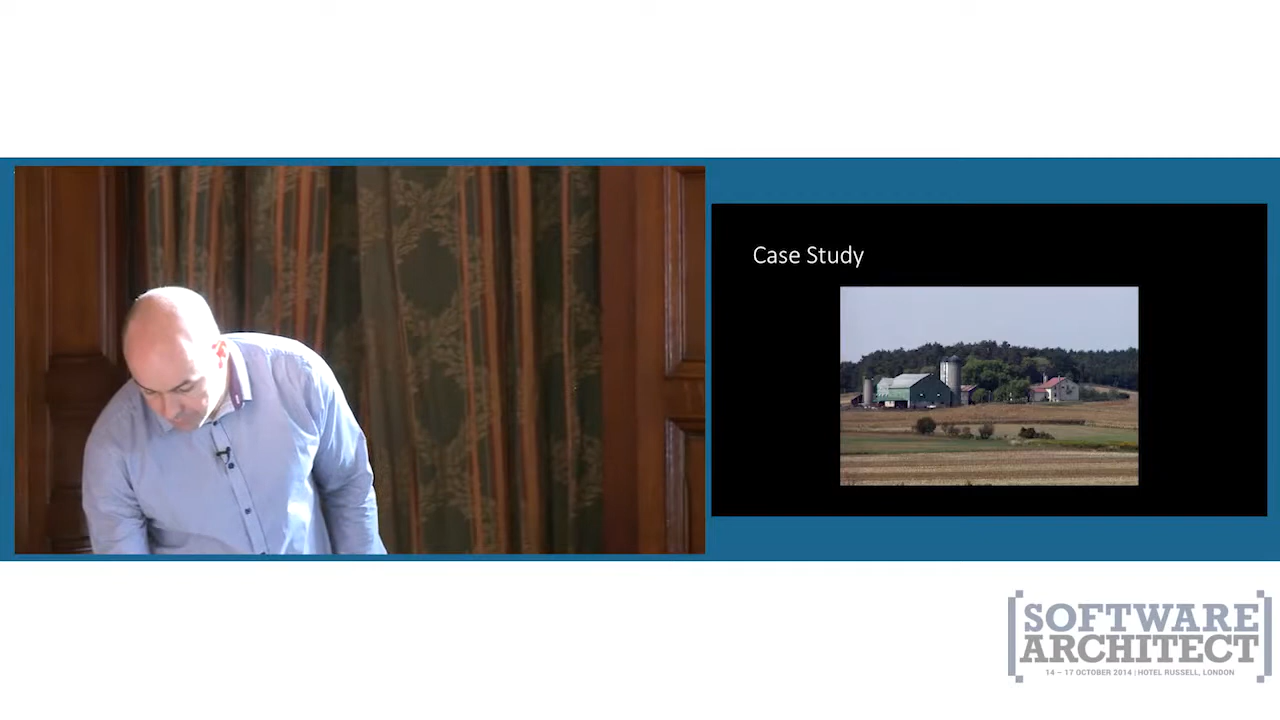 Case Study
SOFTWARE
ARCHITECT
14 – 17 OCTOBER 2014 | HOTEL RUSSELL, LONDON